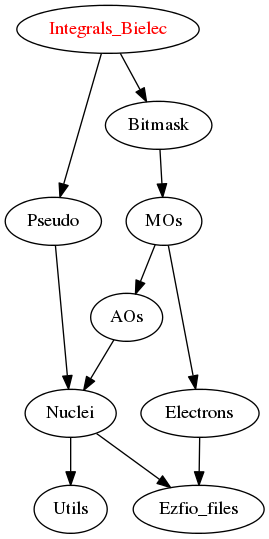 Integrals_Bielec
Bitmask
Pseudo
MOs
AOs
Nuclei
Electrons
Utils
Ezfio_files